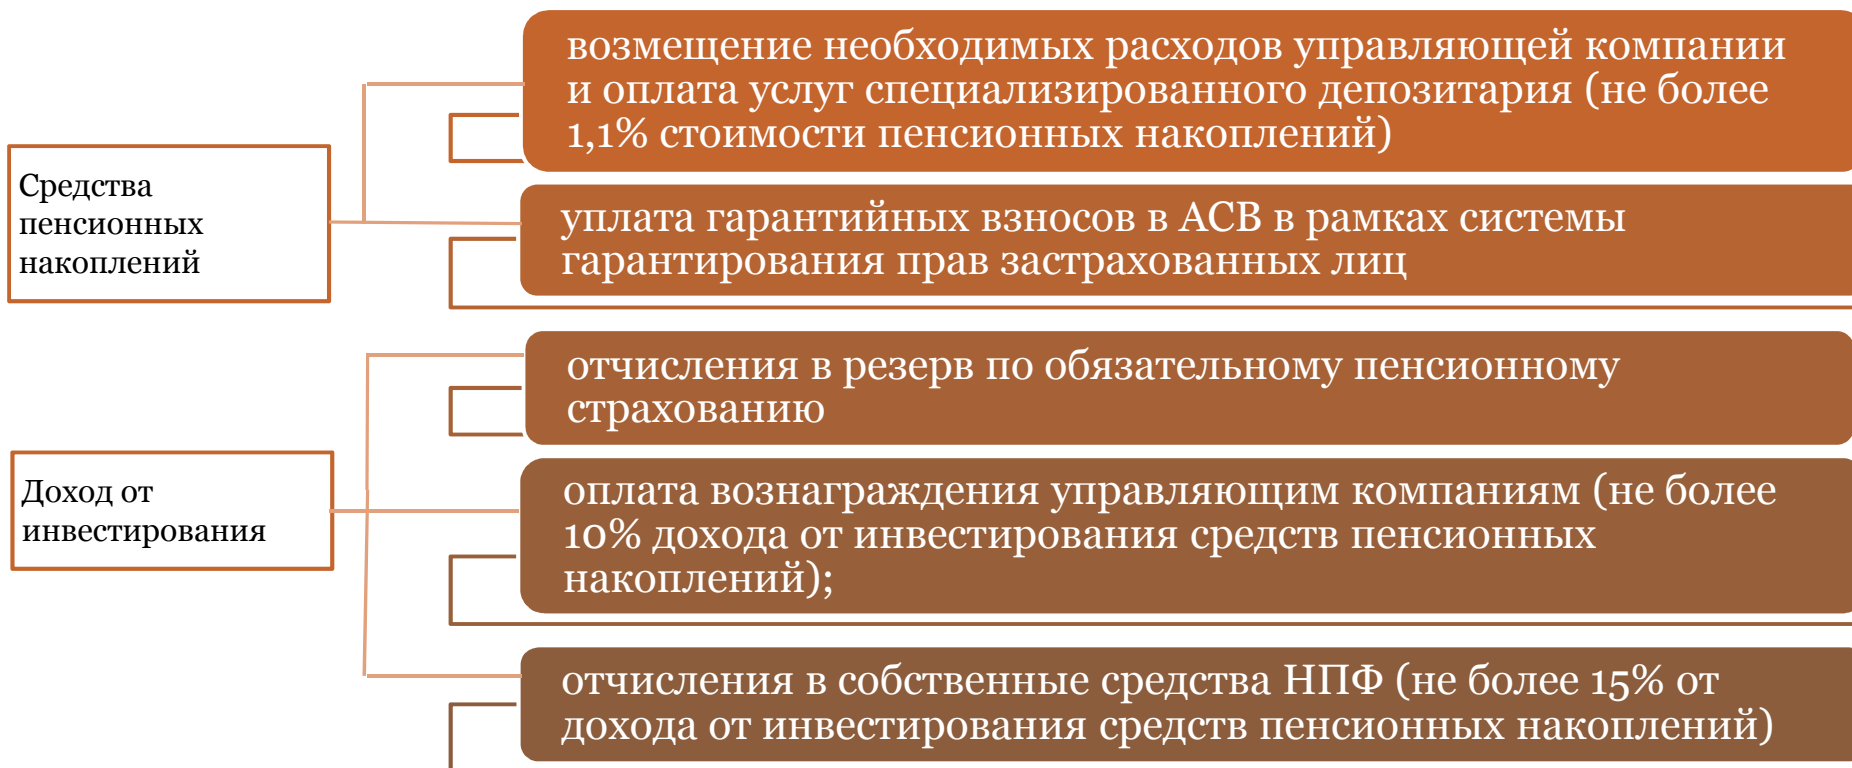 Средства
пенсионных
накоплений
возмещение необходимых расходов управляющей компании
и оплата услуг специализированного депозитария (не более
1,1% стоимости пенсионных накоплений)
уплата гарантийных взносов в АСВ в рамках системы
гарантирования прав застрахованных лиц
Доход от
инвестирования
отчисления в резерв по обязательному пенсионному
страхованию
оплата вознаграждения управляющим компаниям (не более
10% дохода от инвестирования средств пенсионных
накоплений);
отчисления в собственные средства НПФ (не более 15% от
дохода от инвестирования средств пенсионных накоплений)